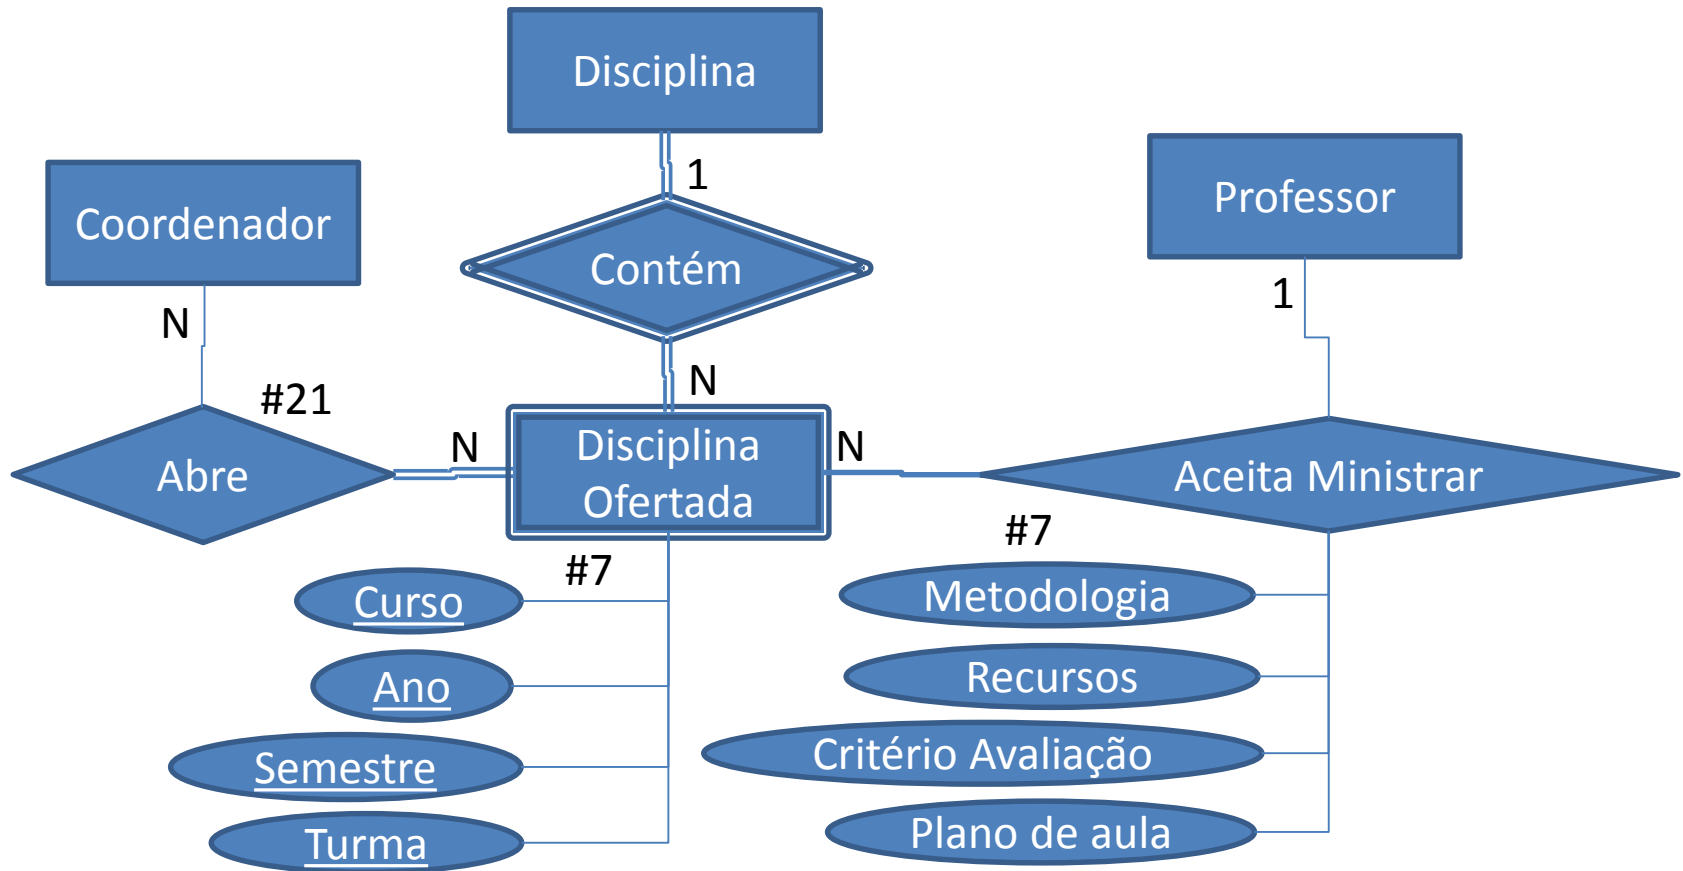 Disciplina
1
Professor
Coordenador
Contém
1
N
N
#21
N
Disciplina
Ofertada
N
Abre
Aceita Ministrar
#7
#7
Curso
Metodologia
Ano
Recursos
Semestre
Critério Avaliação
Turma
Plano de aula